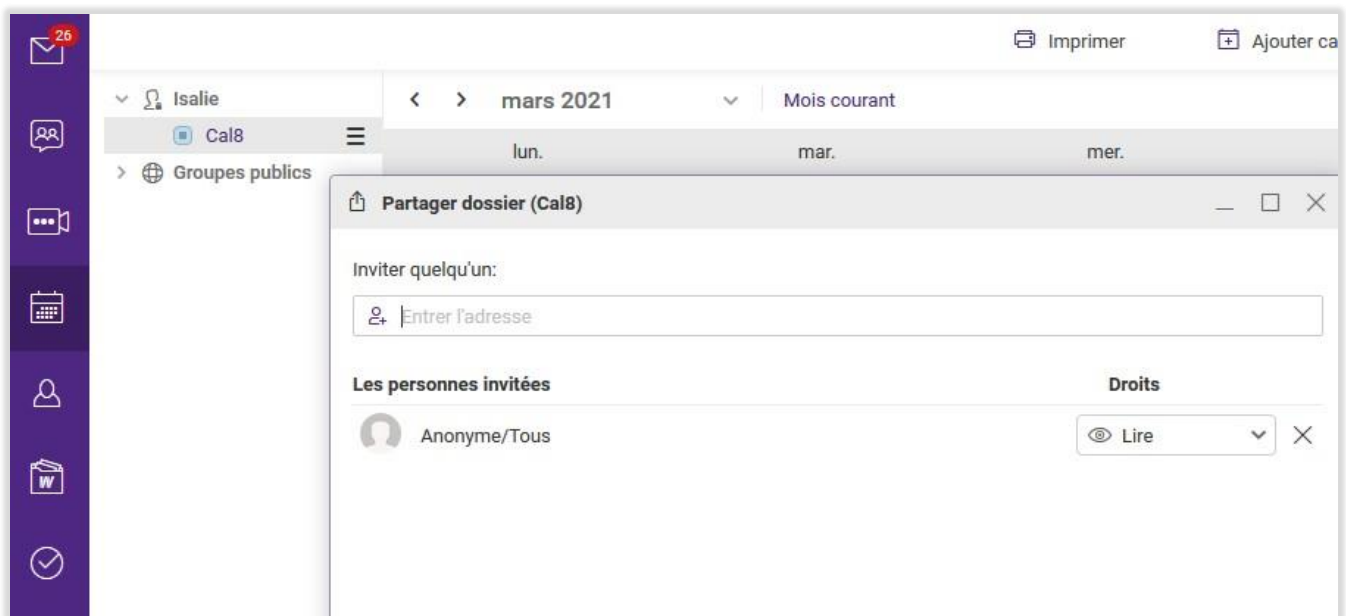 26
Imprimer
Ajouter ca
Isalie
mars 2021
Mois courant
Cal8
lun.
mar.
mer.
Groupes publics
Partager dossier (Cal8)
Inviter quelqu'un:
Entrer l'adresse
Les personnes invitées
Droits
Anonyme/Tous
Lire
W